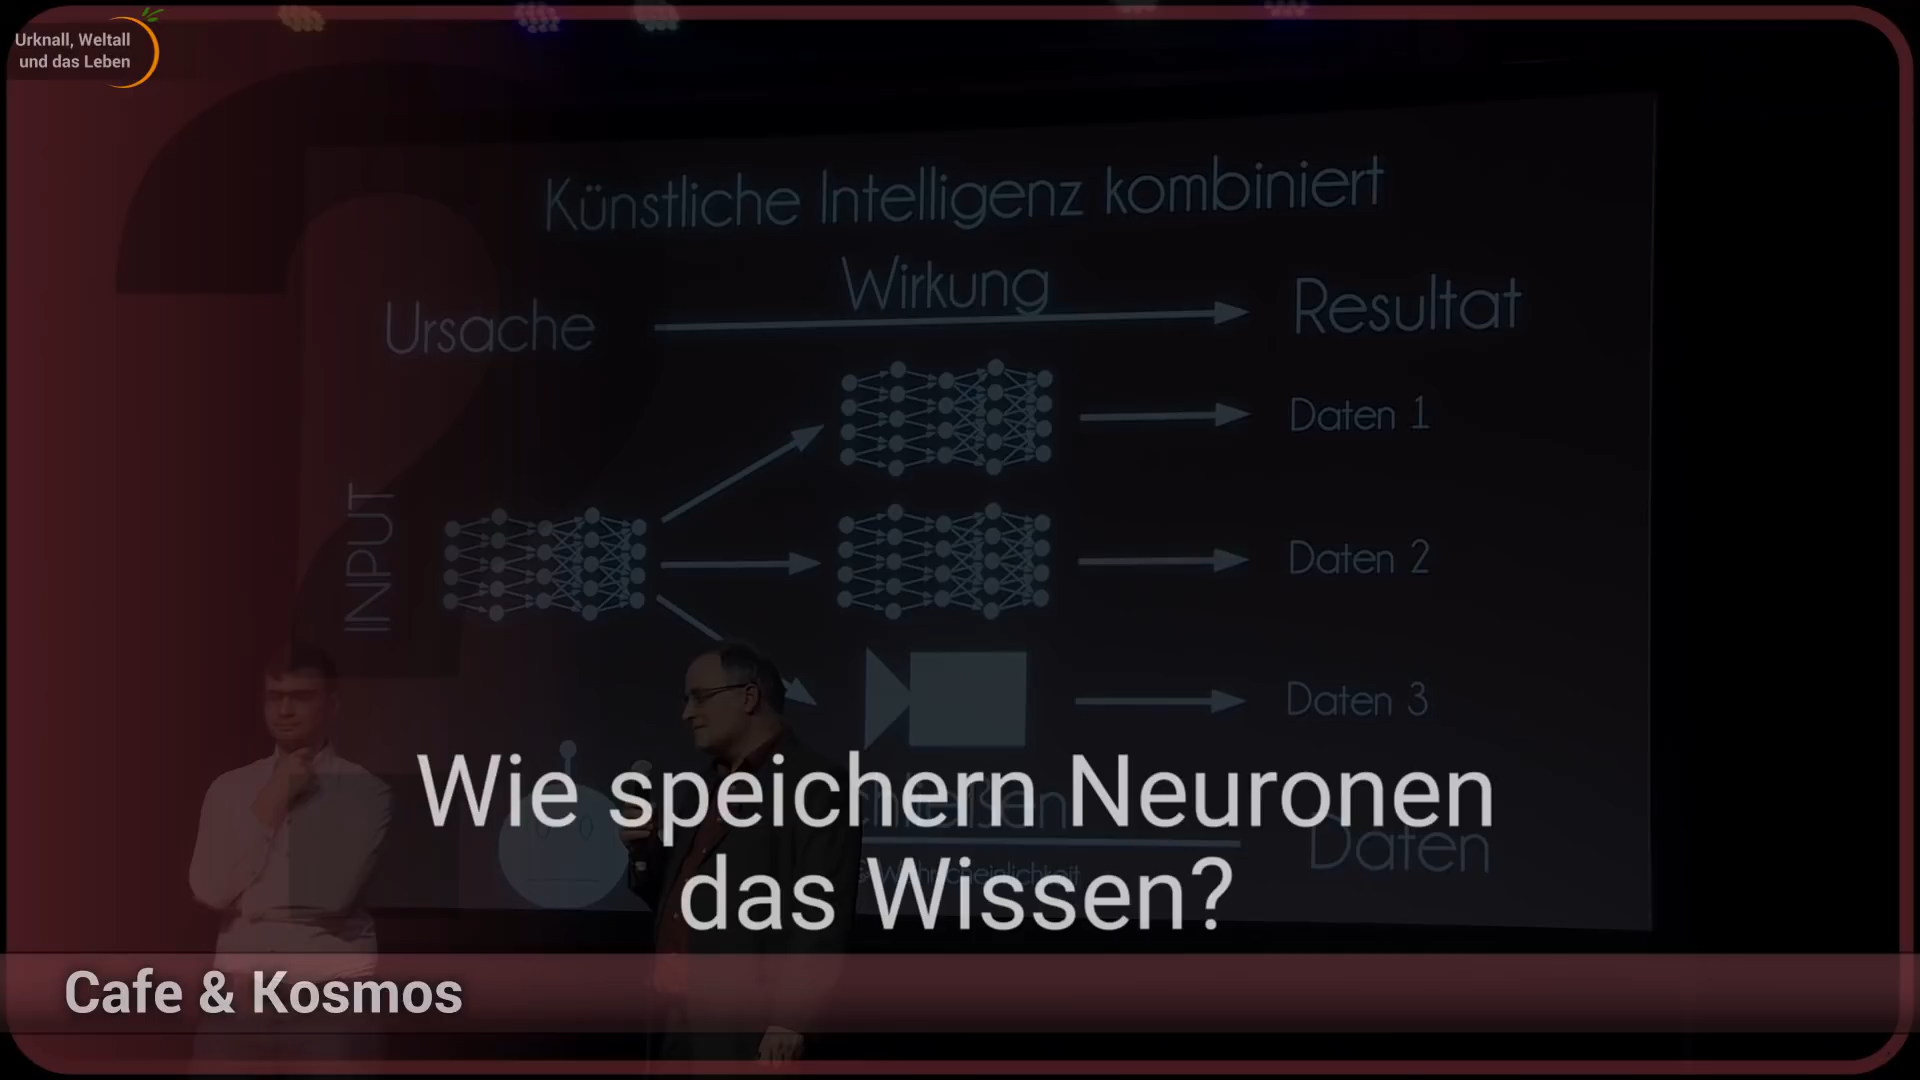 Urknall, Weltall
und das Leben
Künstliche Intelligenz kombiniert
Ursache
Wirkung
Resultat
INPUT
Daten 1
Daten 2
Daten 3
Daten
Wahrscheinlichkeit
Wie speichern Neuronen
das Wissen?
Cafe & Kosmos